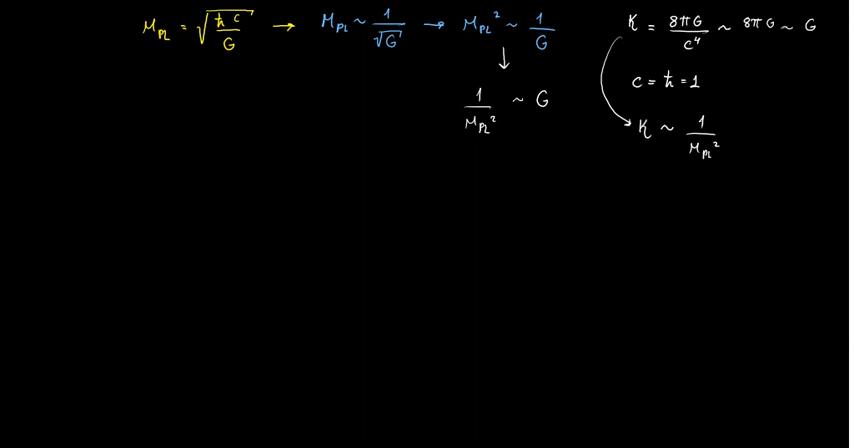 M_PL = √(ħc/G) → M_PL ~ 1/√G → M_PL² ~ 1/G
↓
1/M_PL² ~ G
K = 8πG/c⁴ ~ 8πG ~ G
c = ħ = 1
K ~ 1/M_PL²